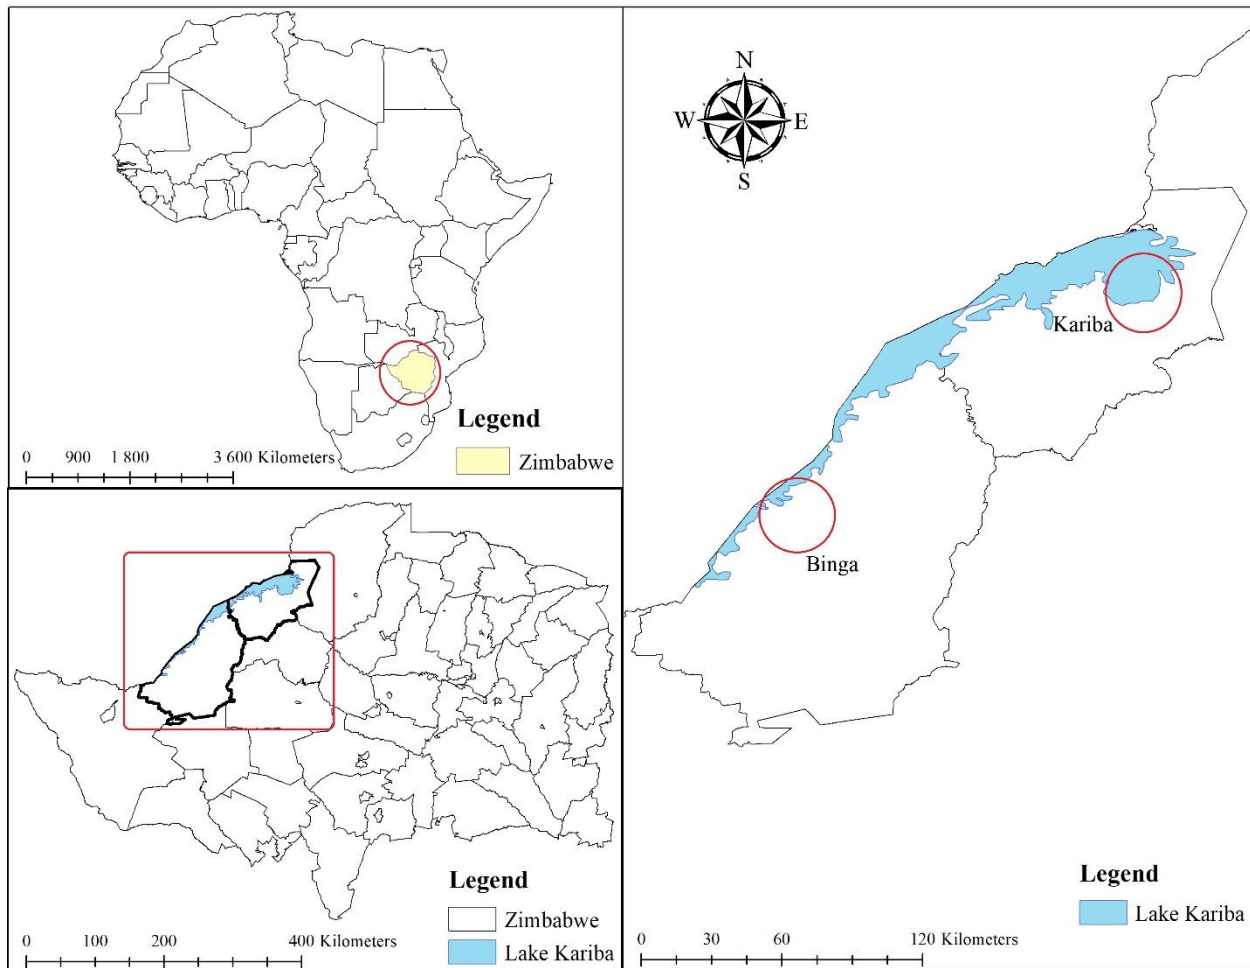 Legend
Zimbabwe
0 900 1 800 3 600 Kilometers
Legend
Zimbabwe
Lake Kariba
0 100 200 400 Kilometers
N
W E
S
Kariba
Binga
Legend
Lake Kariba
0 30 60 120 Kilometers